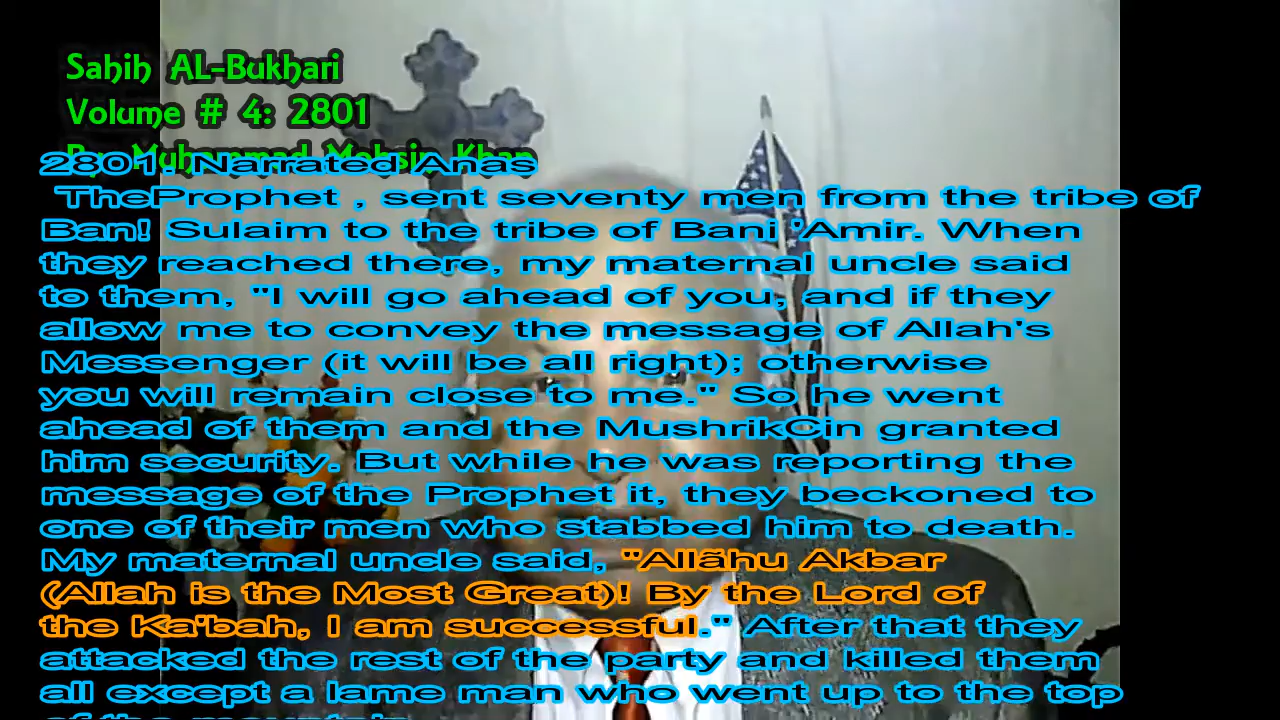 Sahih AL-Bukhari
Volume # 4: 2801
By: Muhammad Mohsin Khan
2801. Narrated Anas
TheProphet , sent seventy men from the tribe of
Ban! Sulaim to the tribe of Bani 'Amir. When
they reached there, my maternal uncle said
to them, "I will go ahead of you, and if they
allow me to convey the message of Allah's
Messenger (it will be all right); otherwise
you will remain close to me." So he went
ahead of them and the MushrikCin granted
him security. But while he was reporting the
message of the Prophet it, they beckoned to
one of their men who stabbed him to death.
My maternal uncle said, "Allãhu Akbar
(Allah is the Most Great)! By the Lord of
the Ka'bah, I am successful." After that they
attacked the rest of the party and killed them
all except a lame man who went up to the top
of the mountain